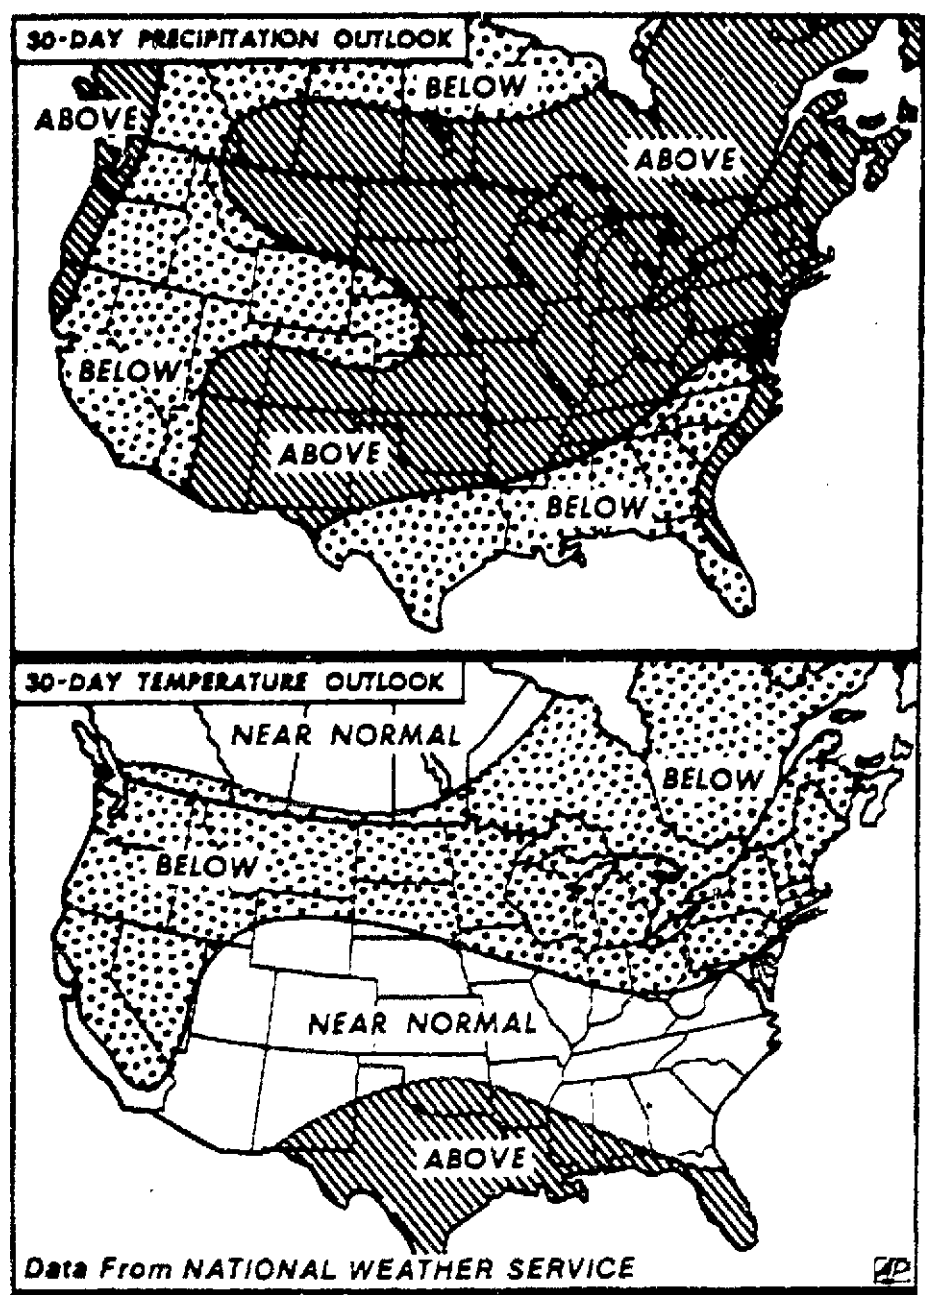 30-DAY PRECIPITATION OUTLOOK
BELOW
ABOVE
ABOVE
BELOW
ABOVE
BELOW
30-DAY TEMPERATURE OUTLOOK
NEAR NORMAL
BELOW
BELOW
NEAR NORMAL
ABOVE
Data From NATIONAL WEATHER SERVICE
AP